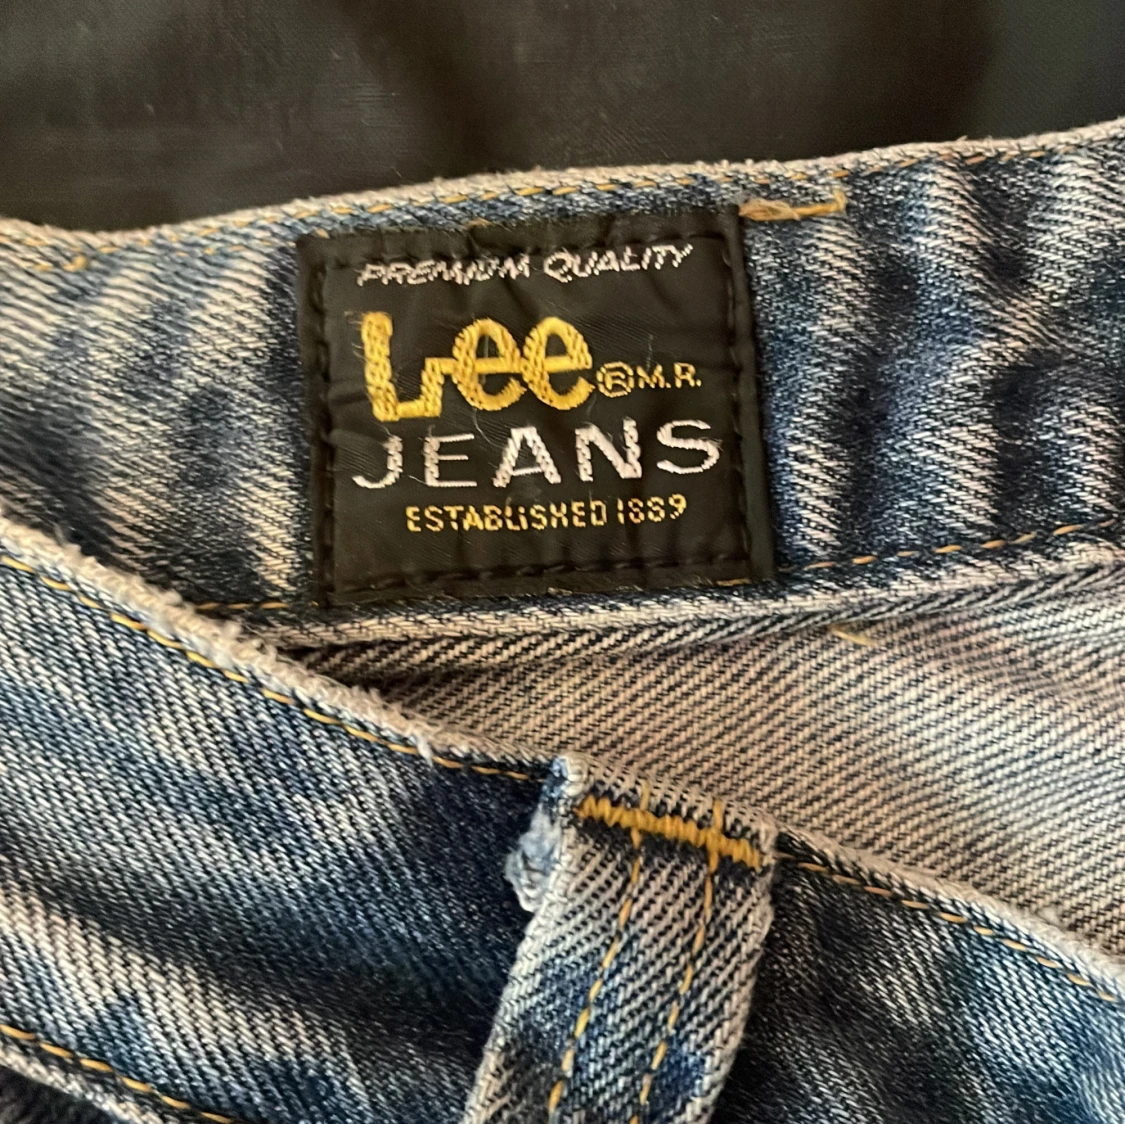 PREMIUM QUALITY
Lee ® M.R.
JEANS
ESTABLISHED 1889